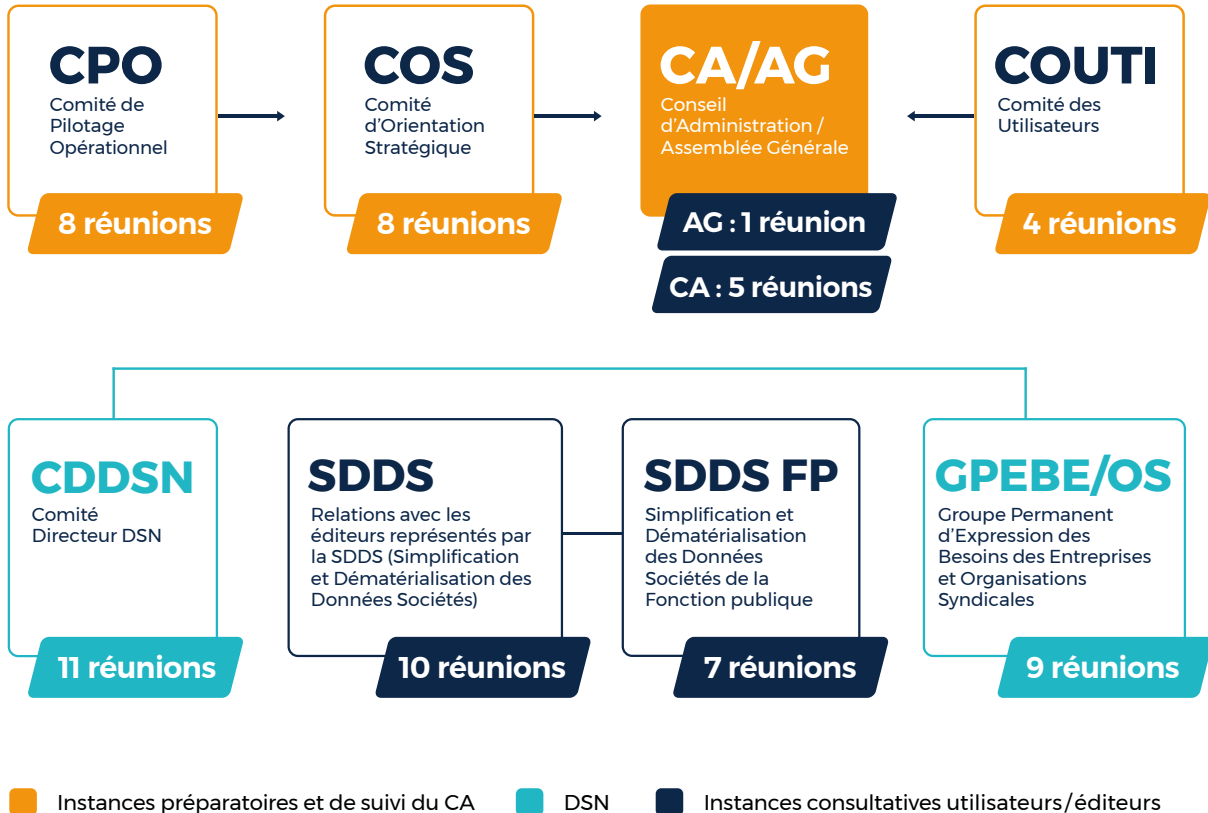 CPO
Comité de
Pilotage
Opérationnel
8 réunions
COS
Comité
d'Orientation
Stratégique
8 réunions
CA/AG
Conseil
d'Administration /
Assemblée Générale
AG : 1 réunion
CA : 5 réunions
COUTI
Comité des
Utilisateurs
4 réunions
CDDSN
Comité
Directeur DSN
11 réunions
SDDS
Relations avec les
éditeurs représentés par
la SDDS (Simplification
et Dématérialisation des
Données Sociétés)
10 réunions
SDDS FP
Simplification et
Dématérialisation
des Données
Sociétés de la
Fonction publique
7 réunions
GPEBE/OS
Groupe Permanent
d'Expression des
Besoins des Entreprises
et Organisations
Syndicales
9 réunions
Instances préparatoires et de suivi du CA
DSN
Instances consultatives utilisateurs/éditeurs